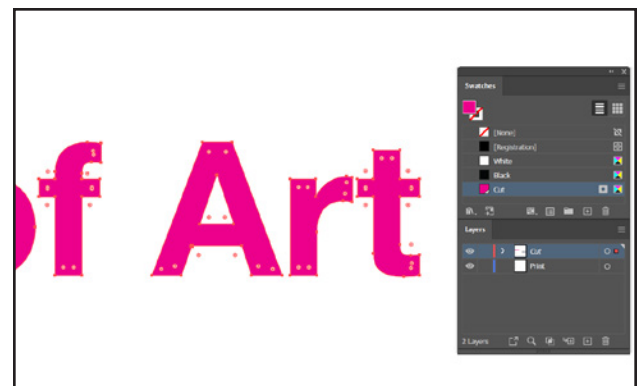 of Art
Swatches
[None]
[Registration]
White
Black
Cut
Layers
Cut
Print
2 Layers